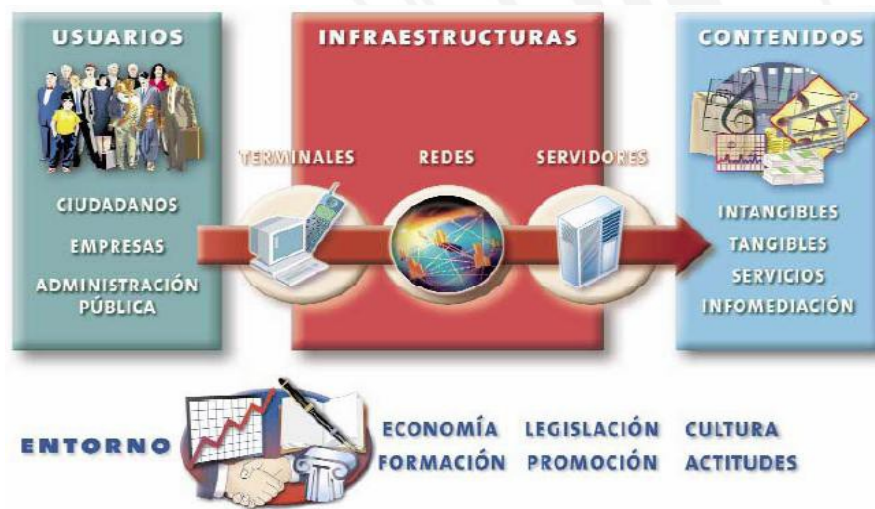 USUARIOS
INFRAESTRUCTURAS
CONTENIDOS
TERMINALES
REDES
SERVIDORES
CIUDADANOS
EMPRESAS
ADMINISTRACIÓN
PÚBLICA
INTANGIBLES
TANGIBLES
SERVICIOS
INFOMEDIACIÓN
ENTORNO
ECONOMÍA LEGISLACIÓN CULTURA
FORMACIÓN PROMOCIÓN ACTITUDES